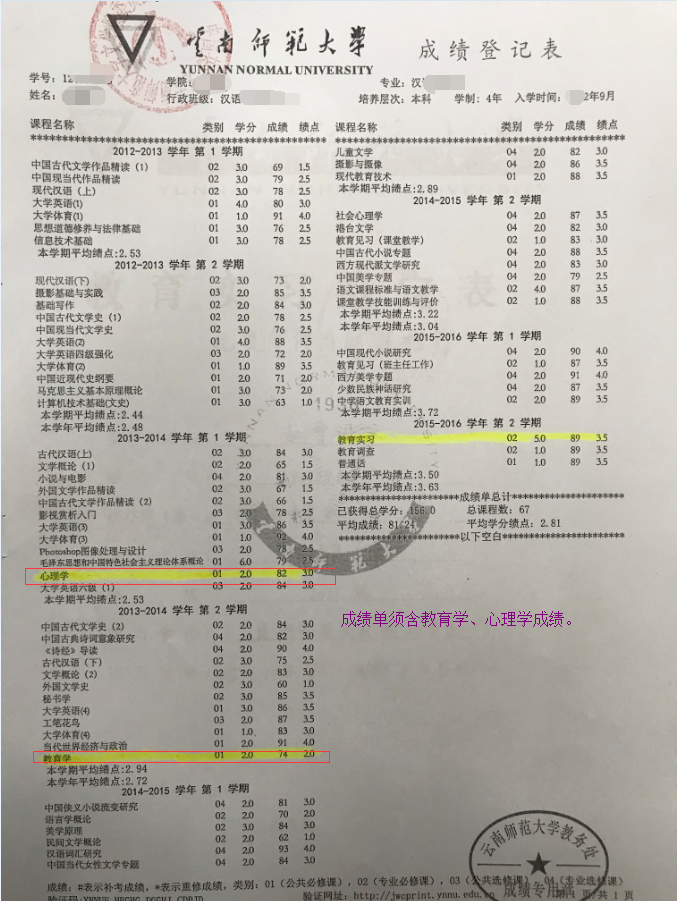 云南师范大学 成绩登记表
YUNNAN NORMAL UNIVERSITY
学号：12 学院： 专业：汉语
姓名： 行政班级：汉语 培养层次：本科 学制：4年 入学时间： 2年9月
课程名称 类别 学分 成绩 绩点
2012-2013 学年 第 1 学期
中国古代文学作品精读（1） 02 3.0 69 1.5
中国现当代作品精读 02 3.0 79 2.5
现代汉语（上） 02 3.0 78 2.5
大学英语(1) 01 4.0 80 3.0
大学体育(1) 01 1.0 91 4.0
思想道德修养与法律基础 01 3.0 76 2.5
信息技术基础 01 3.0 78 2.5
本学期平均绩点:2.53
2012-2013 学年 第 2 学期
现代汉语(下) 02 3.0 73 2.0
摄影基础与实践 03 2.0 85 3.5
基础写作 02 2.0 84 3.0
中国古代文学史（1） 02 2.0 78 2.5
中国现当代文学史 02 3.0 76 2.5
大学英语(2) 01 4.0 88 3.5
大学英语四级强化 03 2.0 72 2.0
大学体育(2) 01 1.0 89 3.5
中国近现代史纲要 01 2.0 71 2.0
马克思主义基本原理概论 01 3.0 73 2.0
计算机技术基础(文史) 01 3.0 63 1.0
本学期平均绩点:2.44
本学年平均绩点:2.48
2013-2014 学年 第 1 学期
古代汉语(上) 02 3.0 84 3.0
文学概论（1） 02 2.0 65 1.5
小说与电影 04 2.0 81 3.0
外国文学作品精读 02 3.0 67 1.5
中国古代文学作品精读（2） 02 3.0 66 1.5
影视赏析入门 03 2.0 78 2.5
大学英语(3) 01 3.0 86 3.5
大学体育(3) 01 1.0 92 4.0
Photoshop图像处理与设计 03 2.0 78 2.5
毛泽东思想和中国特色社会主义理论体系概论 01 6.0 79 2.5
心理学 01 2.0 82 3.0
大学英语六级（1） 03 2.0 84 3.0
本学期平均绩点:2.53
2013-2014 学年 第 2 学期
中国古代文学史（2） 02 2.0 84 3.0
中国古典诗词意象研究 04 2.0 82 3.0
《诗经》导读 04 2.0 90 4.0
古代汉语（下） 02 3.0 75 2.5
文学概论（2） 02 2.0 83 3.0
外国文学史 02 3.0 60 1.0
秘书学 02 3.0 85 3.5
大学英语(4) 01 3.0 86 3.5
工笔花鸟 03 2.0 87 3.5
大学体育(4) 01 1.0 83 3.0
当代世界经济与政治 01 2.0 91 4.0
教育学 01 2.0 74 2.0
本学期平均绩点:2.94
本学年平均绩点:2.72
2014-2015 学年 第 1 学期
中国侠义小说流变研究 04 2.0 81 3.0
语言学概论 02 2.0 70 2.0
美学原理 02 3.0 84 3.0
民间文学概论 02 2.0 62 1.0
汉语词汇研究 04 2.0 93 4.0
中国当代女性文学专题 04 2.0 84 3.0
课程名称 类别 学分 成绩 绩点
儿童文学 04 2.0 82 3.0
摄影与摄像 04 2.0 86 3.5
现代教育技术 01 2.0 88 3.5
本学期平均绩点:2.89
2014-2015 学年 第 2 学期
社会心理学 04 2.0 87 3.5
港台文学 04 2.0 82 3.0
教育见习（课堂教学） 02 1.0 83 3.0
中国古代小说专题 04 2.0 88 3.5
西方现代派文学研究 04 2.0 83 3.0
中国美学专题 04 2.0 79 2.5
语文课程标准与语文教学 02 4.0 87 3.5
课堂教学技能训练与评价 02 1.0 88 3.5
本学期平均绩点:3.22
本学年平均绩点:3.04
2015-2016 学年 第 1 学期
中国现代小说研究 04 2.0 90 4.0
教育见习（班主任工作） 02 1.0 87 3.5
西方美学专题 04 2.0 91 4.0
少数民族神话研究 04 2.0 87 3.5
中学语文教育实训 02 2.0 89 3.5
本学期平均绩点:3.72
2015-2016 学年 第 2 学期
教育实习 02 5.0 89 3.5
教育调查 02 1.0 89 3.5
普通话 01 1.0 89 3.5
本学期平均绩点:3.50
本学年平均绩点:3.63
成绩单总计
已获得总学分：156.0 总课程数：67
平均成绩：81.24 平均学分绩点：2.81
以下空白
成绩单须含教育学、心理学成绩。
云南师范大学教务处
成绩专用章
成绩：#表示补考成绩，*表示重修成绩，类别：01（公共必修课），02（专业必修课），03（公共选修课），04（专业选修课）
验证网址：http://jwcprint.ynnu.edu.cn 第 1 页/共 1 页